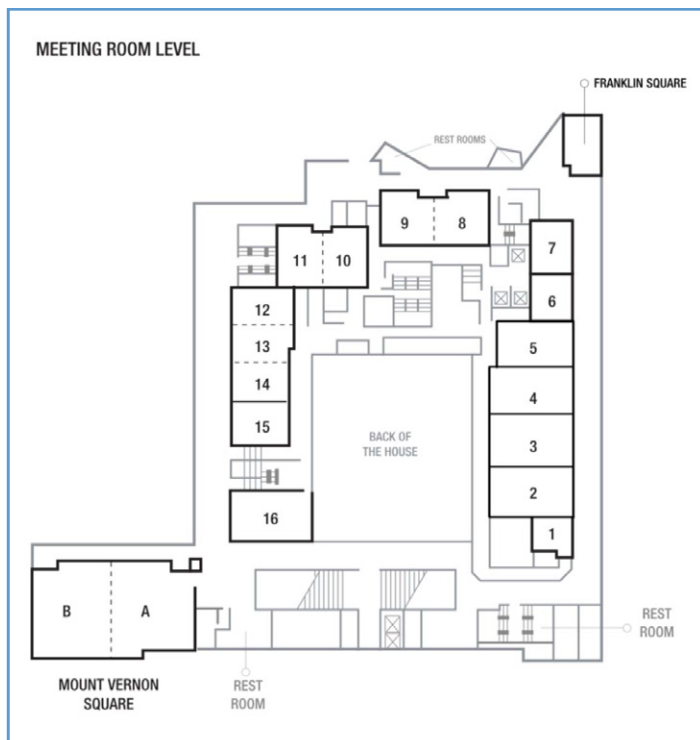 MEETING ROOM LEVEL
FRANKLIN SQUARE
REST ROOMS
9
8
7
11
10
6
12
5
13
14
4
15
BACK OF
THE HOUSE
3
2
16
1
B
A
REST
ROOM
MOUNT VERNON
SQUARE
REST
ROOM